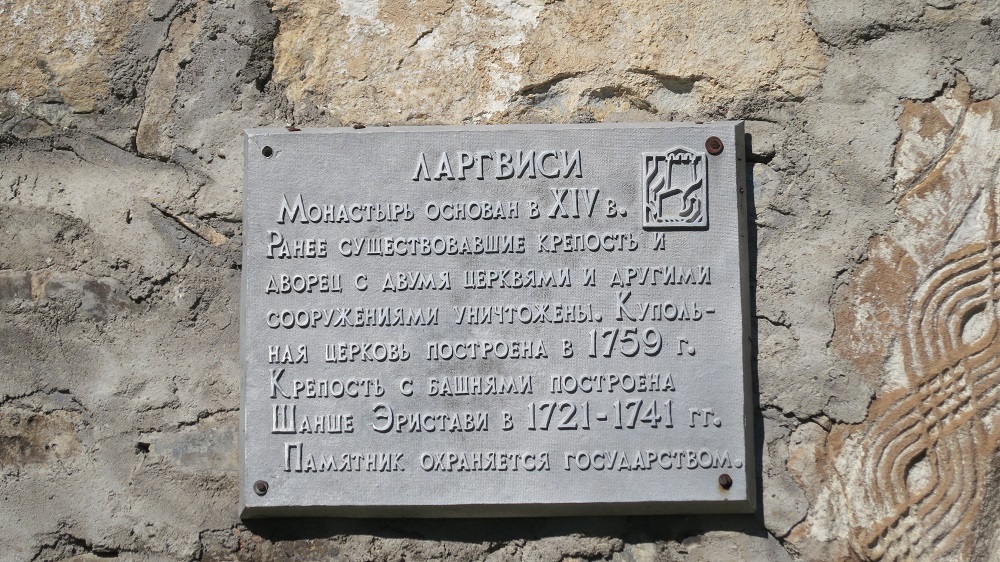 ЛАРГВИСИ
Монастырь основан в XIV в.
Ранее существовавшие крепость и
дворец с двумя церквями и другими
сооружениями уничтожены. Куполь-
ная церковь построена в 1759 г.
Крепость с башнями построена
Шанше Эристави в 1721-1741 гг.
Памятник охраняется государством.